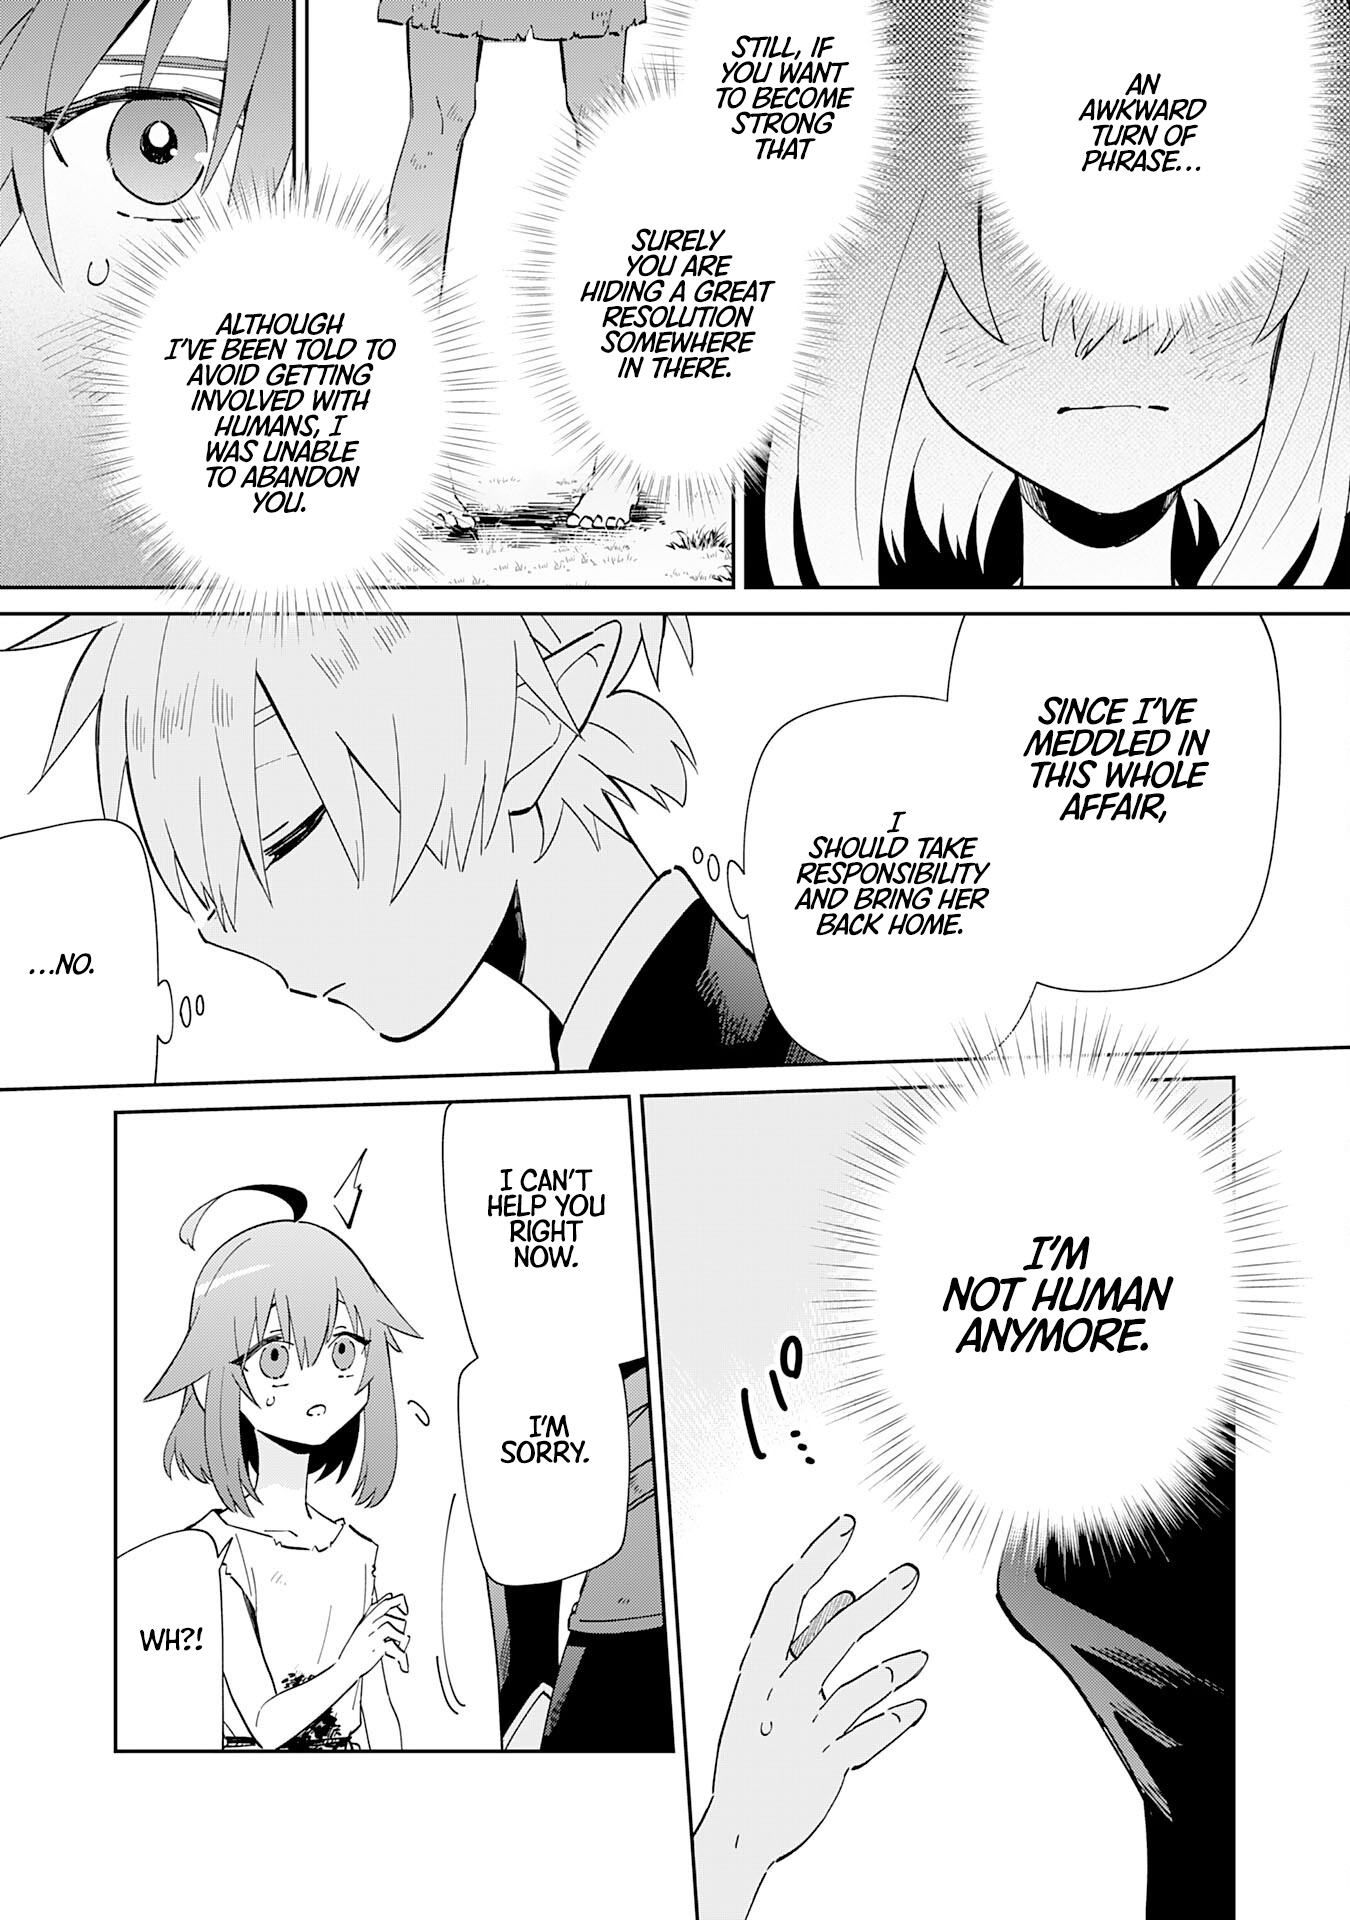 AN
AWKWARD
TURN OF
PHRASE...
STILL, IF
YOU WANT
TO BECOME
STRONG
THAT
SURELY
YOU ARE
HIDING A GREAT
RESOLUTION
SOMEWHERE
IN THERE.
ALTHOUGH
I'VE BEEN TOLD TO
AVOID GETTING
INVOLVED WITH
HUMANS, I
WAS UNABLE
TO ABANDON
YOU.
SINCE I'VE
MEDDLED IN
THIS WHOLE
AFFAIR,
I
SHOULD TAKE
RESPONSIBILITY
AND BRING HER
BACK HOME.
...NO.
I'M
NOT HUMAN
ANYMORE.
I CAN'T
HELP YOU
RIGHT
NOW.
I'M
SORRY.
WH?!